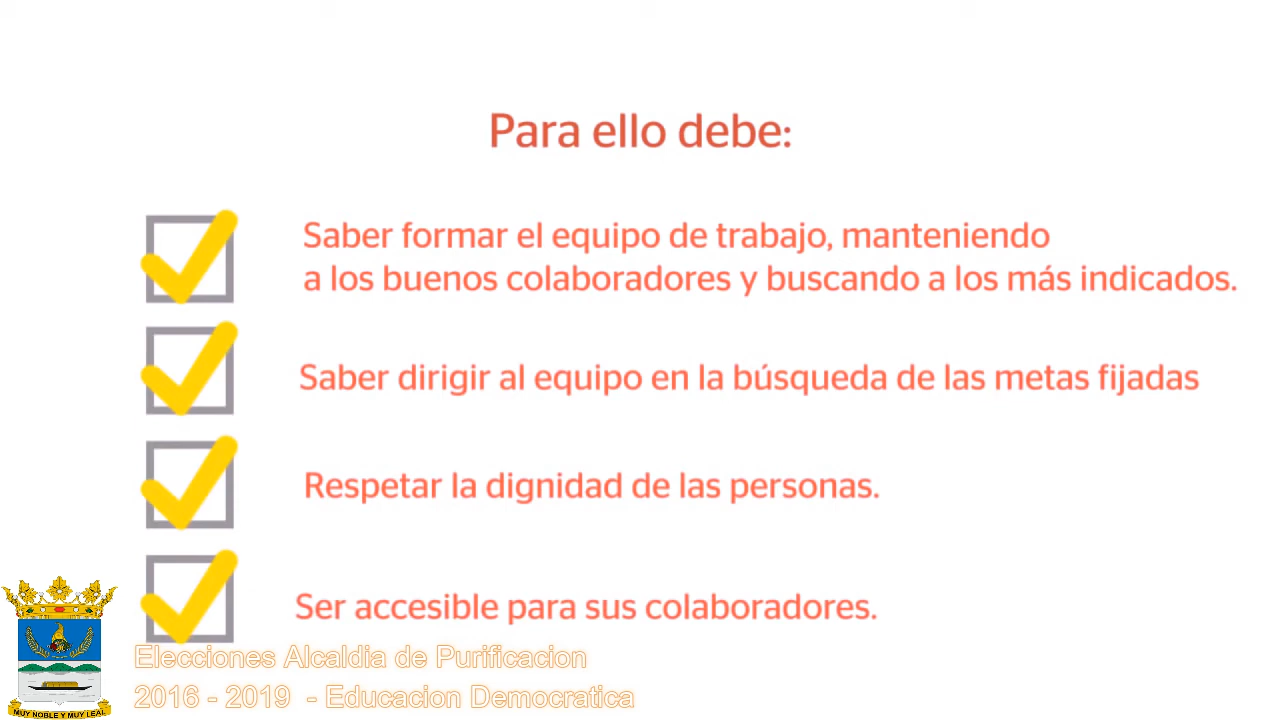 Para ello debe:
Saber formar el equipo de trabajo, manteniendo
a los buenos colaboradores y buscando a los más indicados.
Saber dirigir al equipo en la búsqueda de las metas fijadas
Respetar la dignidad de las personas.
Ser accesible para sus colaboradores.
Elecciones Alcaldia de Purificacion
2016 - 2019 - Educacion Democratica
MUY NOBLE Y MUY LEAL